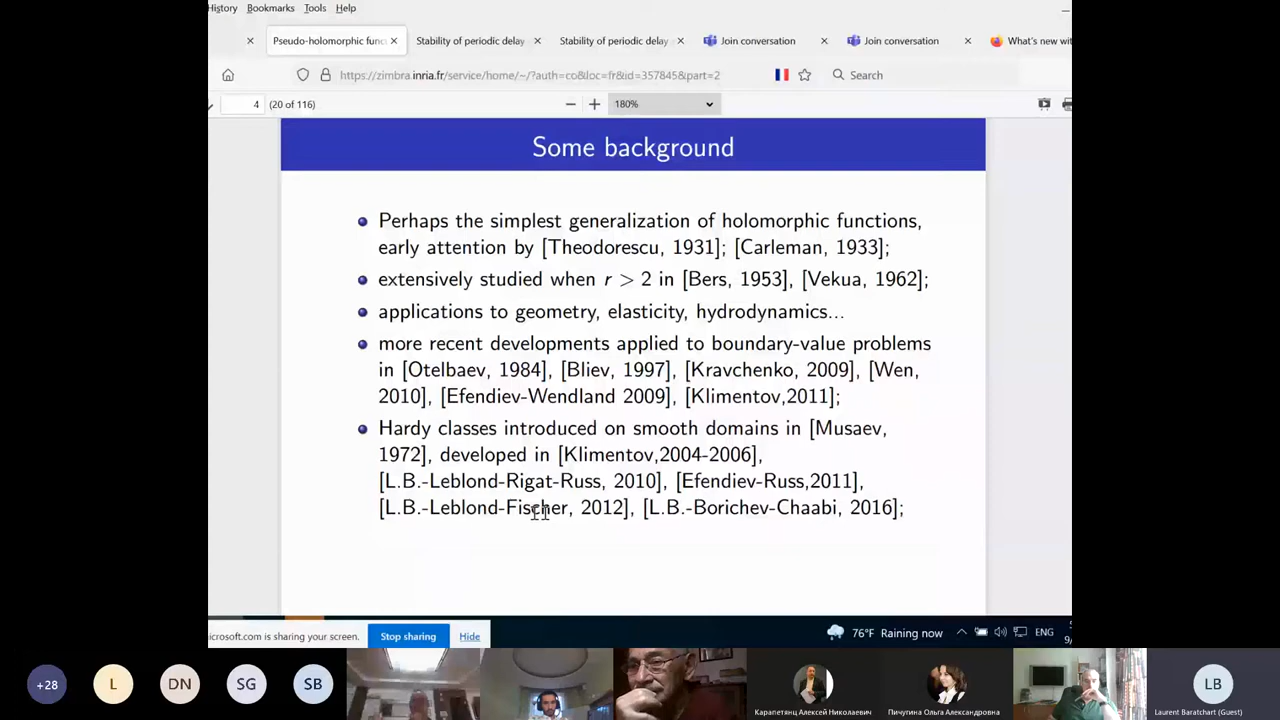 History Bookmarks Tools Help
Pseudo-holomorphic func
Stability of periodic delay
Stability of periodic delay
Join conversation
Join conversation
What's new wit
https://zimbra.inria.fr/service/home/~/?auth=co&loc=fr&id=357845&part=2
Search
4 (20 of 116)
180%
Some background
Perhaps the simplest generalization of holomorphic functions,
early attention by [Theodorescu, 1931]; [Carleman, 1933];
extensively studied when r > 2 in [Bers, 1953], [Vekua, 1962];
applications to geometry, elasticity, hydrodynamics...
more recent developments applied to boundary-value problems
in [Otelbaev, 1984], [Bliev, 1997], [Kravchenko, 2009], [Wen,
2010], [Efendiev-Wendland 2009], [Klimentov,2011];
Hardy classes introduced on smooth domains in [Musaev,
1972], developed in [Klimentov,2004-2006],
[L.B.-Leblond-Rigat-Russ, 2010], [Efendiev-Russ,2011],
[L.B.-Leblond-Fischer, 2012], [L.B.-Borichev-Chaabi, 2016];
icrosoft.com is sharing your screen.
Stop sharing
Hide
76°F Raining now
ENG
+28
L
DN
SG
SB
Карапетянц Алексей Николаевич
Пичугина Ольга Александровна
LB
Laurent Baratchart (Guest)